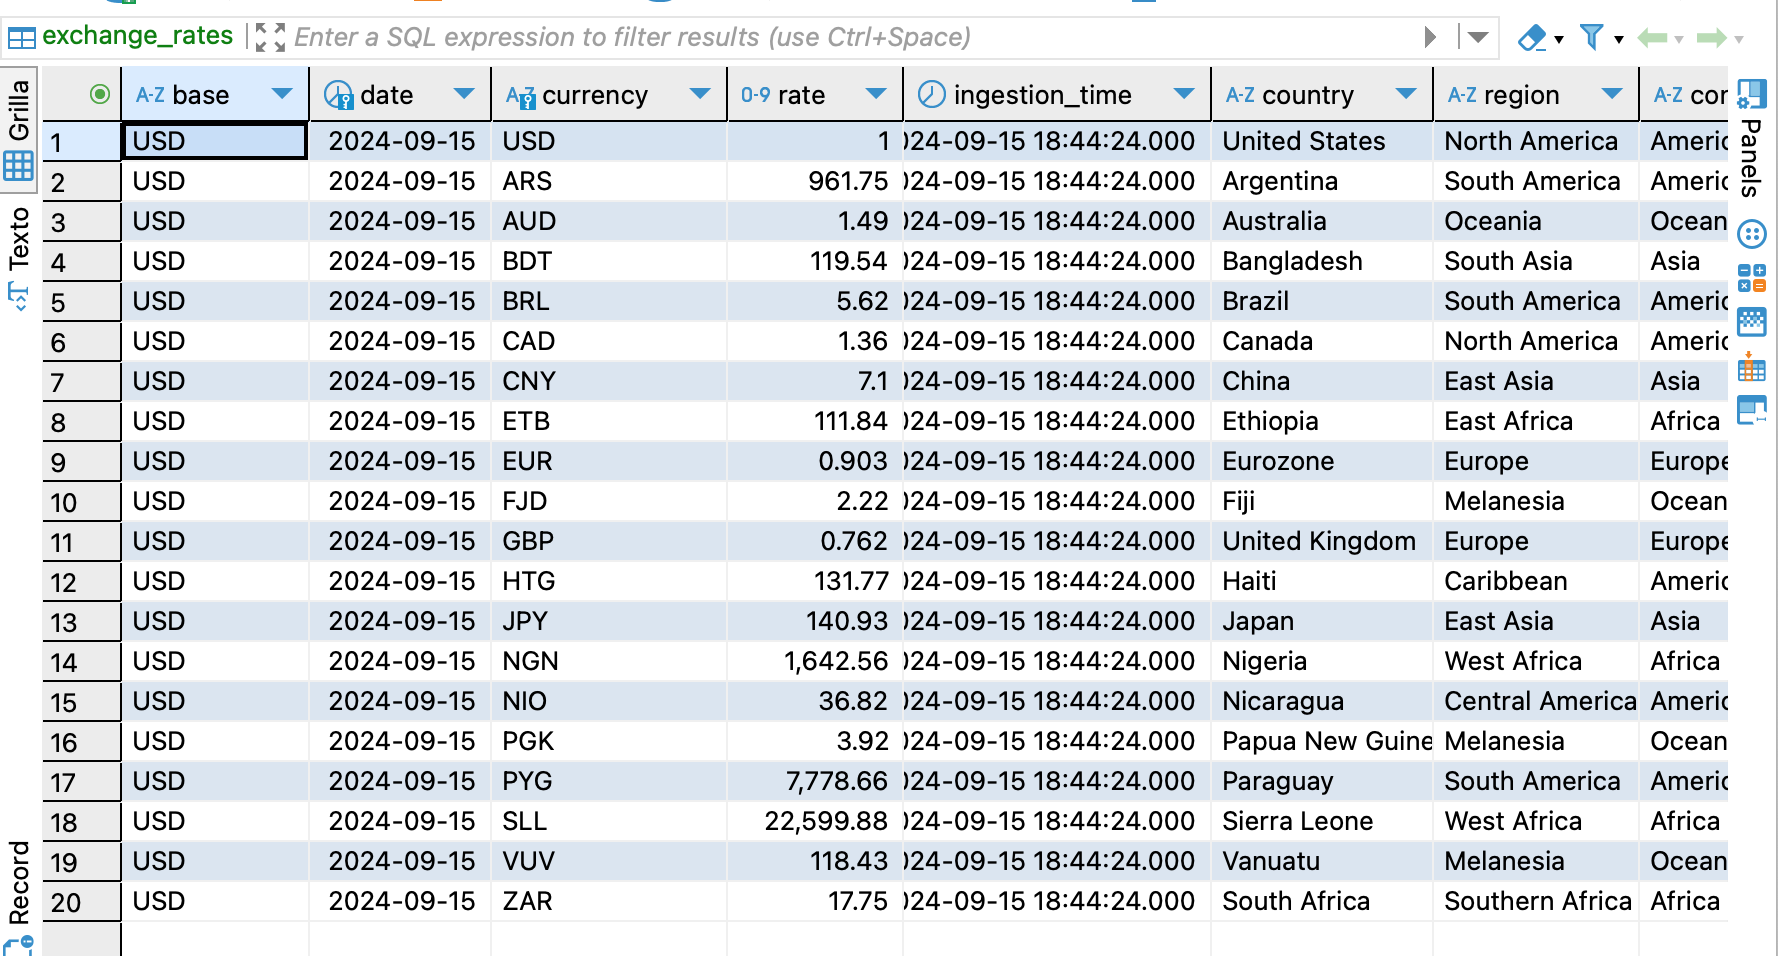 exchange_rates Enter a SQL expression to filter results (use Ctrl+Space)
Grilla
Texto
Record
A-Z base date A-Z currency 0-9 rate ingestion_time A-Z country A-Z region A-Z cor
1 USD 2024-09-15 USD 1 024-09-15 18:44:24.000 United States North America Americ
2 USD 2024-09-15 ARS 961.75 024-09-15 18:44:24.000 Argentina South America Americ
3 USD 2024-09-15 AUD 1.49 024-09-15 18:44:24.000 Australia Oceania Ocean
4 USD 2024-09-15 BDT 119.54 024-09-15 18:44:24.000 Bangladesh South Asia Asia
5 USD 2024-09-15 BRL 5.62 024-09-15 18:44:24.000 Brazil South America Americ
6 USD 2024-09-15 CAD 1.36 024-09-15 18:44:24.000 Canada North America Americ
7 USD 2024-09-15 CNY 7.1 024-09-15 18:44:24.000 China East Asia Asia
8 USD 2024-09-15 ETB 111.84 024-09-15 18:44:24.000 Ethiopia East Africa Africa
9 USD 2024-09-15 EUR 0.903 024-09-15 18:44:24.000 Eurozone Europe Europe
10 USD 2024-09-15 FJD 2.22 024-09-15 18:44:24.000 Fiji Melanesia Ocean
11 USD 2024-09-15 GBP 0.762 024-09-15 18:44:24.000 United Kingdom Europe Europe
12 USD 2024-09-15 HTG 131.77 024-09-15 18:44:24.000 Haiti Caribbean Americ
13 USD 2024-09-15 JPY 140.93 024-09-15 18:44:24.000 Japan East Asia Asia
14 USD 2024-09-15 NGN 1,642.56 024-09-15 18:44:24.000 Nigeria West Africa Africa
15 USD 2024-09-15 NIO 36.82 024-09-15 18:44:24.000 Nicaragua Central America Americ
16 USD 2024-09-15 PGK 3.92 024-09-15 18:44:24.000 Papua New Guine Melanesia Ocean
17 USD 2024-09-15 PYG 7,778.66 024-09-15 18:44:24.000 Paraguay South America Americ
18 USD 2024-09-15 SLL 22,599.88 024-09-15 18:44:24.000 Sierra Leone West Africa Africa
19 USD 2024-09-15 VUV 118.43 024-09-15 18:44:24.000 Vanuatu Melanesia Ocean
20 USD 2024-09-15 ZAR 17.75 024-09-15 18:44:24.000 South Africa Southern Africa Africa
Panels